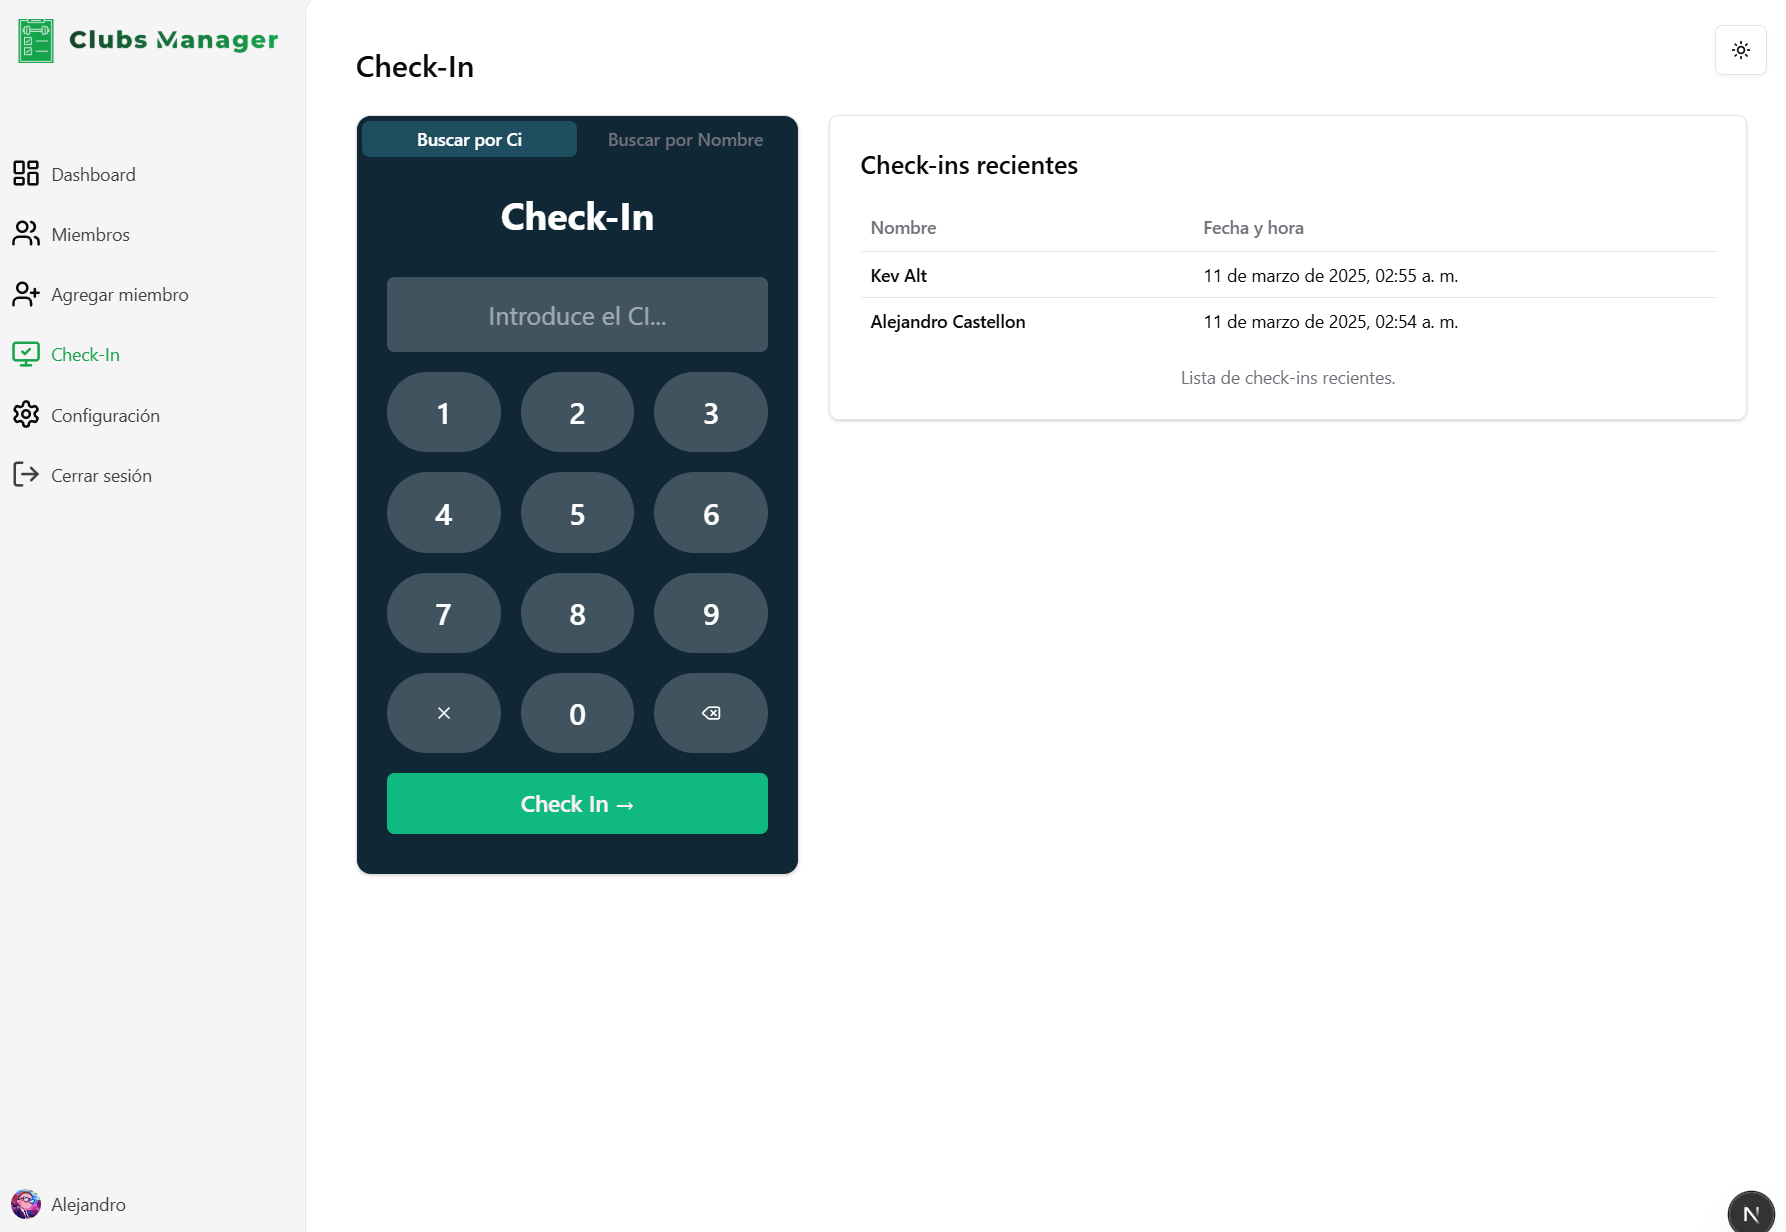 Clubs Manager
Dashboard
Miembros
Agregar miembro
Check-In
Configuración
Cerrar sesión
Alejandro
Check-In
Buscar por Ci
Buscar por Nombre
Check-In
Introduce el CI...
1 2 3
4 5 6
7 8 9
0
Check In →
Check-ins recientes
Nombre Fecha y hora
Kev Alt 11 de marzo de 2025, 02:55 a. m.
Alejandro Castellon 11 de marzo de 2025, 02:54 a. m.
Lista de check-ins recientes.
N